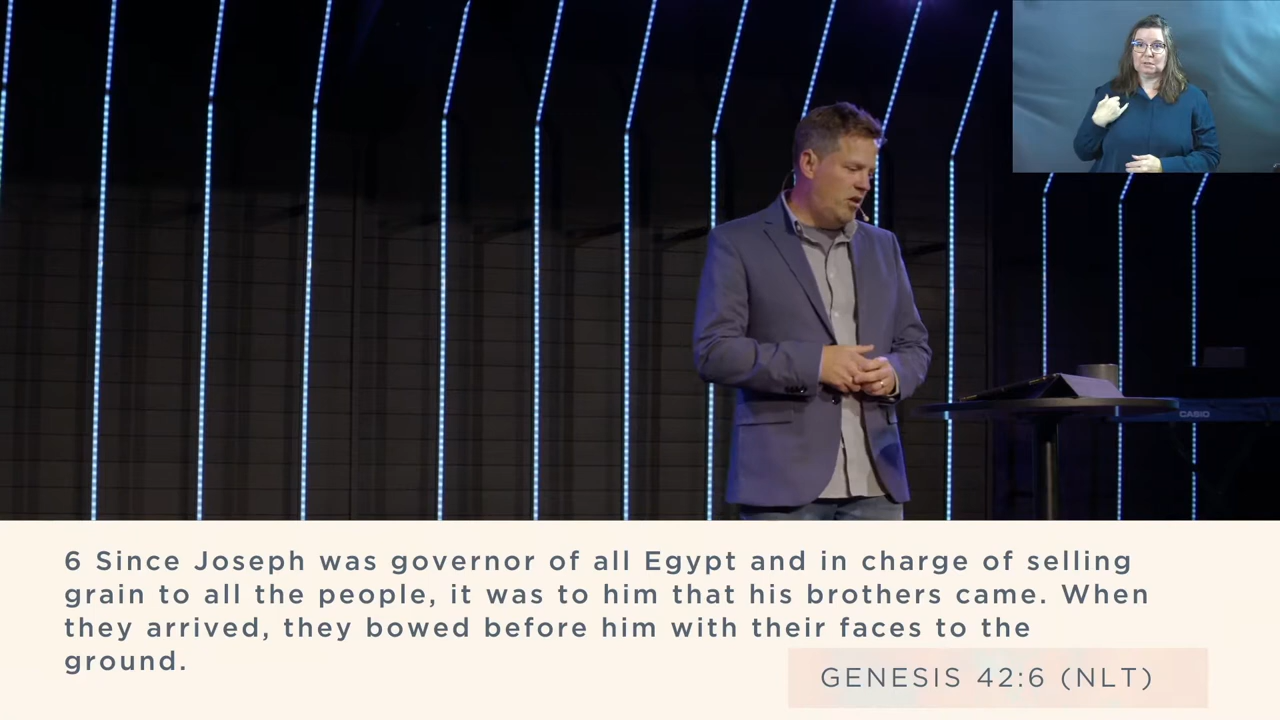 CASIO
6 Since Joseph was governor of all Egypt and in charge of selling
grain to all the people, it was to him that his brothers came. When
they arrived, they bowed before him with their faces to the
ground.
GENESIS 42:6 (NLT)